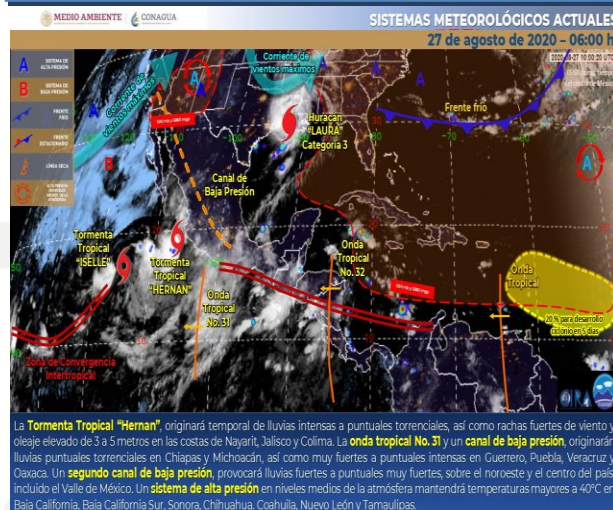 MEDIO AMBIENTE
CONAGUA
SISTEMAS METEOROLÓGICOS ACTUALES
27 de agosto de 2020 – 06:00 h
A SISTEMA DE ALTA PRESIÓN
B SISTEMA DE BAJA PRESIÓN
FRENTE FRÍO
FRENTE ESTACIONARIO
LÍNEA SECA
Corriente de vientos máximos
Corriente de vientos máximos
A
A
A
A
B
Huracán
"LAURA"
Categoría 3
Frente frío
Canal de
Baja Presión
Tormenta
Tropical
"ISELLE"
Tormenta
Tropical
"HERNAN"
Onda
Tropical
No. 31
Onda
Tropical
No. 32
Onda
Tropical
20 % para desarrollo
ciclónico en 5 días
Zona de Convergencia
Intertropical
La Tormenta Tropical “Hernan”, originará temporal de lluvias intensas a puntuales torrenciales, así como rachas fuertes de viento y
oleaje elevado de 3 a 5 metros en las costas de Nayarit, Jalisco y Colima. La onda tropical No. 31 y un canal de baja presión, originarán
lluvias puntuales torrenciales en Chiapas y Michoacán, así como muy fuertes a puntuales intensas en Guerrero, Puebla, Veracruz y
Oaxaca. Un segundo canal de baja presión, provocará lluvias fuertes a puntuales muy fuertes, sobre el noroeste y el centro del país,
incluido el Valle de México. Un sistema de alta presión en niveles medios de la atmósfera mantendrá temperaturas mayores a 40°C en
Baja California, Baja California Sur, Sonora, Chihuahua, Coahuila, Nuevo León y Tamaulipas.